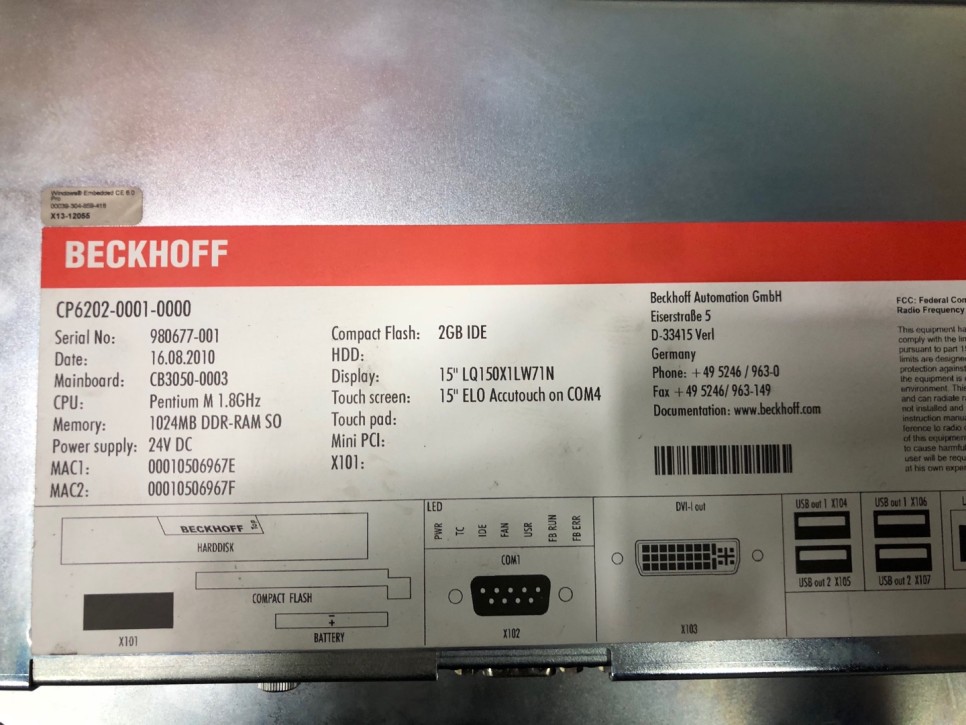 Windows® Embedded CE 6.0
Pro
X13-12055
BECKHOFF
CP6202-0001-0000
Serial No: 980677-001
Date: 16.08.2010
Mainboard: CB3050-0003
CPU: Pentium M 1.8GHz
Memory: 1024MB DDR-RAM SO
Power supply: 24V DC
MAC1: 00010506967E
MAC2: 00010506967F
Compact Flash: 2GB IDE
HDD:
Display: 15" LQ150X1LW71N
Touch screen: 15" ELO Accutouch on COM4
Touch pad:
Mini PCI:
X101:
Beckhoff Automation GmbH
Eiserstraße 5
D-33415 Verl
Germany
Phone: +49 5246 / 963-0
Fax +49 5246/ 963-149
Documentation: www.beckhoff.com
FCC: Federal Com
Radio Frequency
This equipment ha
comply with the lim
pursuant to part 1
limits are designe
protection against
the equipment is
environment. This
and can radiate r
not installed and
instruction manu
ference to radio
of this equipment
to cause harmful
user will be requ
at his own expen
BECKHOFF
HARDDISK
COMPACT FLASH
BATTERY
X101
LED
PWR
TC
IDE
FAN
USR
FB RUN
FB ERR
COM1
X102
DVI-I out
X103
USB out 1 X104
USB out 2 X105
USB out 1 X106
USB out 2 X107